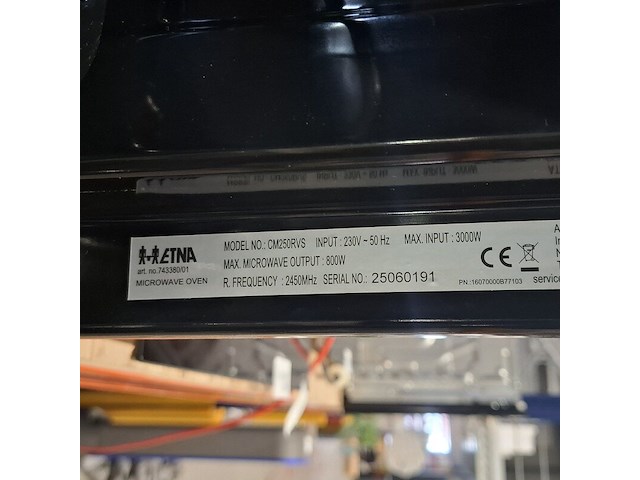 ETNA
art. no.743380/01
MICROWAVE OVEN
MODEL NO.: CM250RVS INPUT : 230V ~ 50 Hz MAX. INPUT : 3000W
MAX. MICROWAVE OUTPUT : 800W
R. FREQUENCY : 2450MHz SERIAL NO.: 25060191
CE
PN.:16070000B77103
service